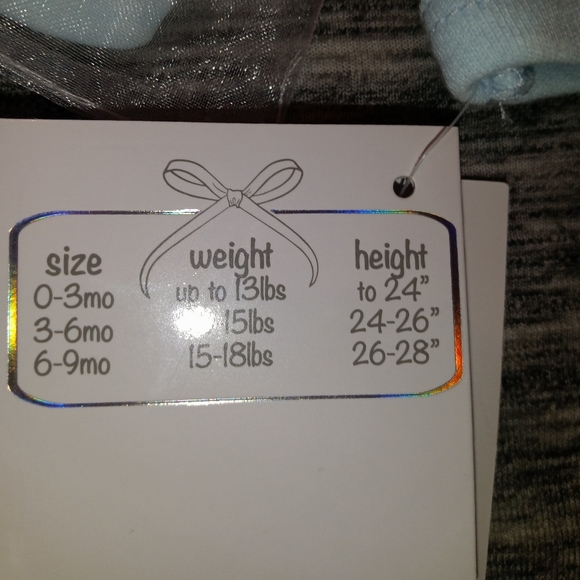 size weight height
0-3mo up to 13lbs to 24”
3-6mo 15lbs 24-26”
6-9mo 15-18lbs 26-28”